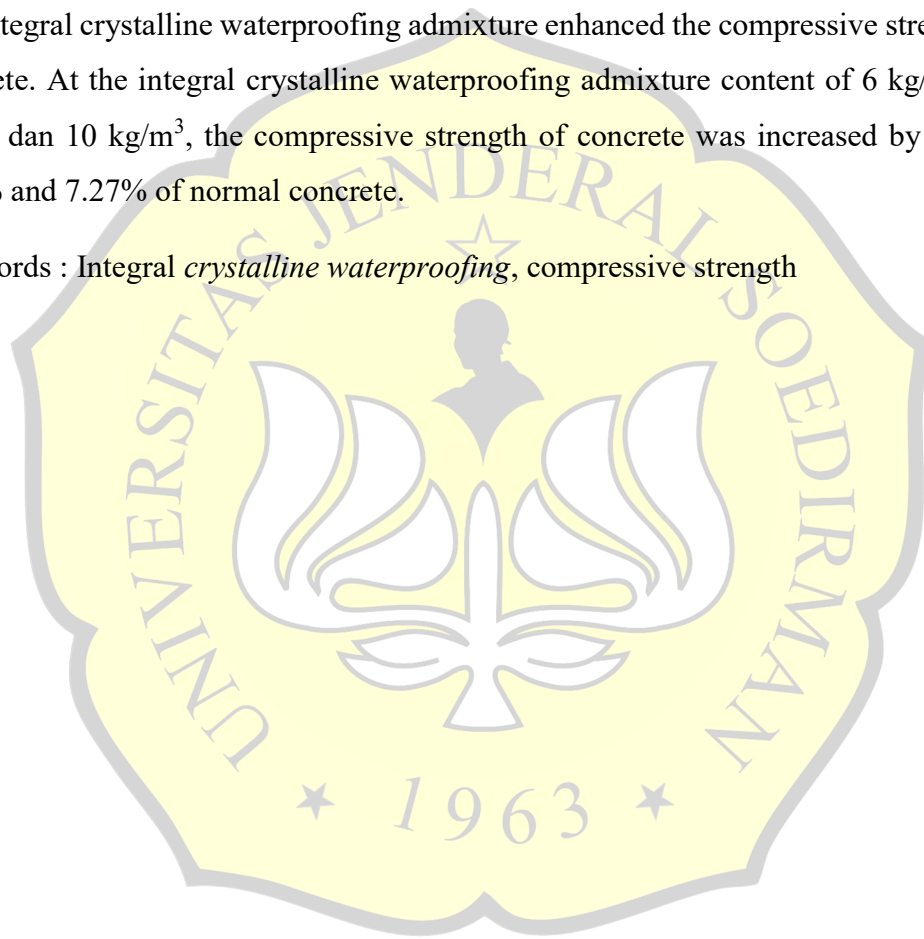 tegral crystalline waterproofing admixture enhanced the compressive stre
ete. At the integral crystalline waterproofing admixture content of 6 kg/
dan 10 kg/m³, the compressive strength of concrete was increased by
and 7.27% of normal concrete.
ords : Integral crystalline waterproofing, compressive strength
UNIVERSITAS JENDERAL SOEDIRMAN
1963